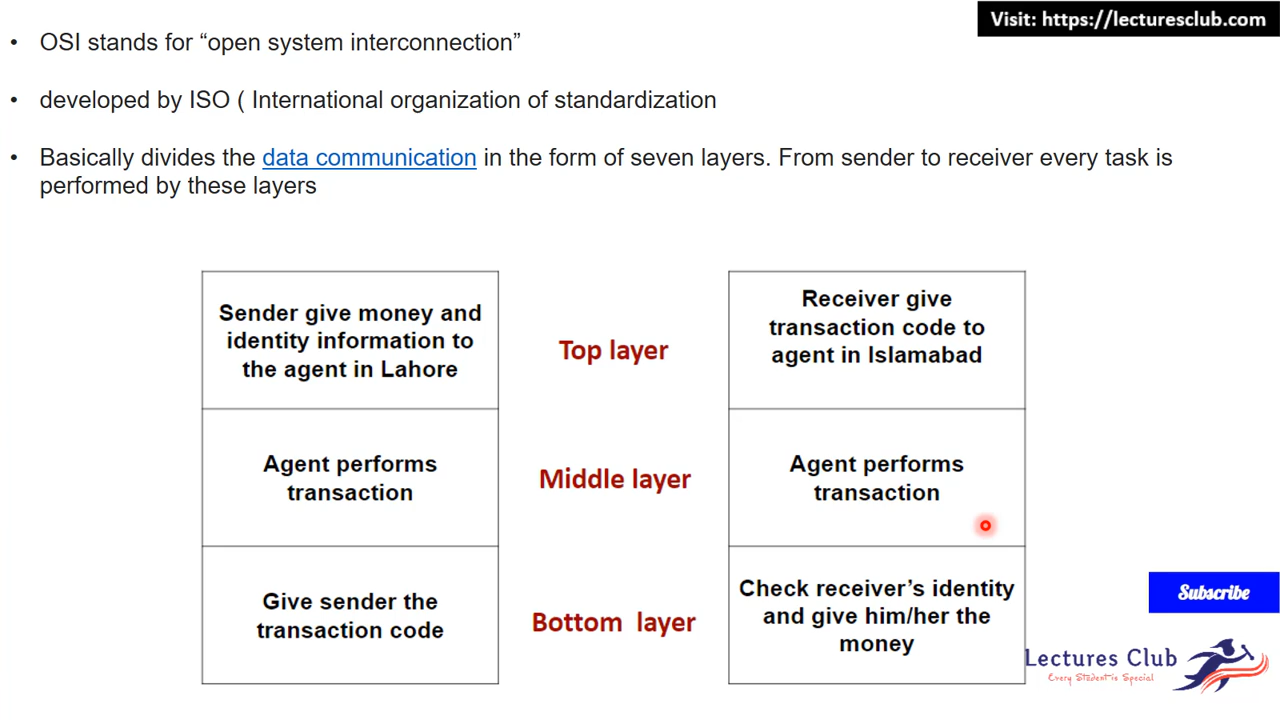 Visit: https://lecturesclub.com
• OSI stands for “open system interconnection”
• developed by ISO ( International organization of standardization
• Basically divides the data communication in the form of seven layers. From sender to receiver every task is
performed by these layers
Sender give money and
identity information to
the agent in Lahore
Top layer
Receiver give
transaction code to
agent in Islamabad
Agent performs
transaction
Middle layer
Agent performs
transaction
Give sender the
transaction code
Bottom layer
Check receiver’s identity
and give him/her the
money
Subscribe
Lectures Club
Every Student is Special